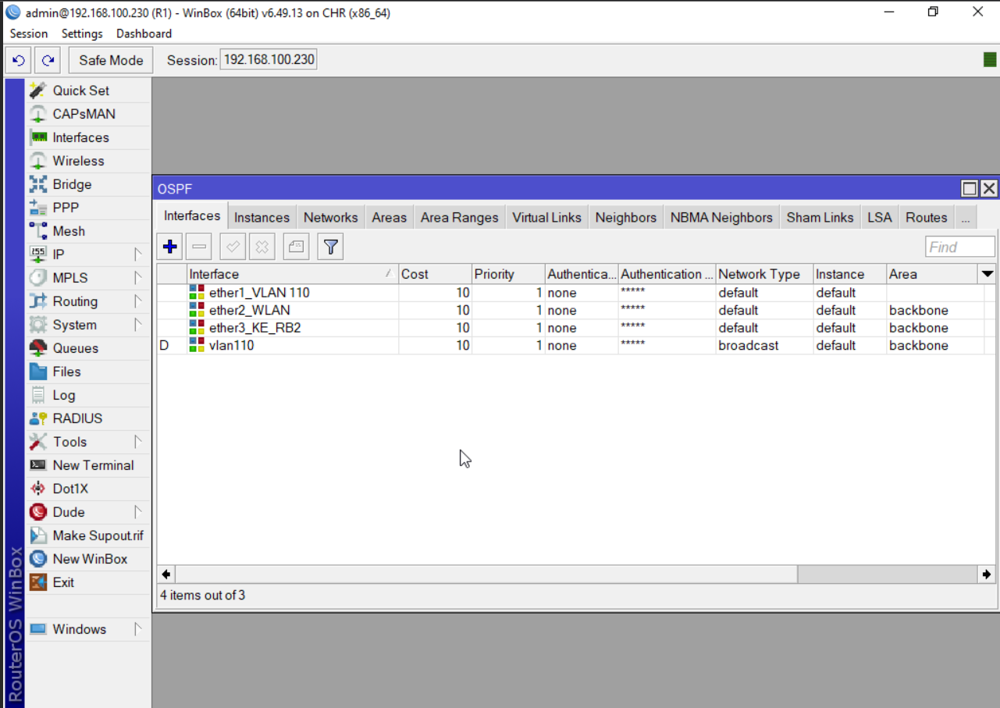 admin@192.168.100.230 (R1) - WinBox (64bit) v6.49.13 on CHR (x86_64)
Session Settings Dashboard
Safe Mode Session: 192.168.100.230
Quick Set
CAPsMAN
Interfaces
Wireless
Bridge
PPP
Mesh
IP
MPLS
Routing
System
Queues
Files
Log
RADIUS
Tools
New Terminal
Dot1X
Dude
Make Supout.rif
New WinBox
Exit
Windows
RouterOS WinBox
OSPF
Interfaces Instances Networks Areas Area Ranges Virtual Links Neighbors NBMA Neighbors Sham Links LSA Routes ...
Find
Interface Cost Priority Authentica... Authentication ... Network Type Instance Area
ether1_VLAN 110 10 1 none ***** default default
ether2_WLAN 10 1 none ***** default default backbone
ether3_KE_RB2 10 1 none ***** default default backbone
D vlan110 10 1 none ***** broadcast default backbone
4 items out of 3